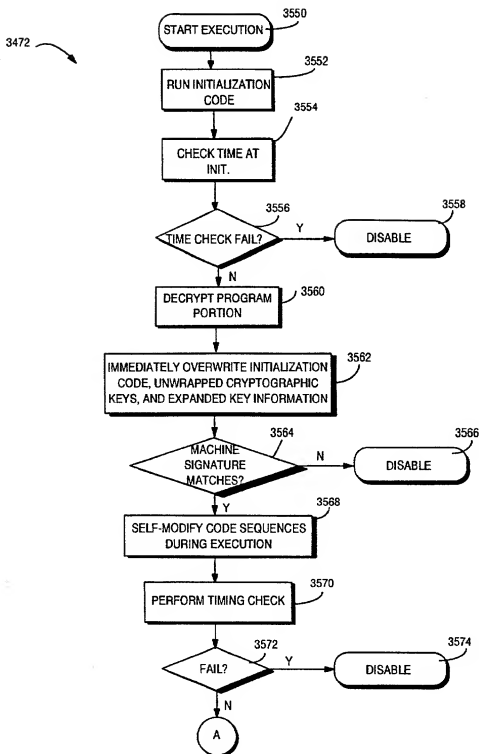 3550
START EXECUTION
3472
3552
RUN INITIALIZATION
CODE
3554
CHECK TIME AT
INIT.
3556
TIME CHECK FAIL?
Y
3558
DISABLE
N
DECRYPT PROGRAM
PORTION
3560
IMMEDIATELY OVERWRITE INITIALIZATION
CODE, UNWRAPPED CRYPTOGRAPHIC
KEYS, AND EXPANDED KEY INFORMATION
3562
3564
MACHINE
SIGNATURE
MATCHES?
N
3566
DISABLE
Y
3568
SELF-MODIFY CODE SEQUENCES
DURING EXECUTION
3570
PERFORM TIMING CHECK
3572
FAIL?
Y
3574
DISABLE
N
A